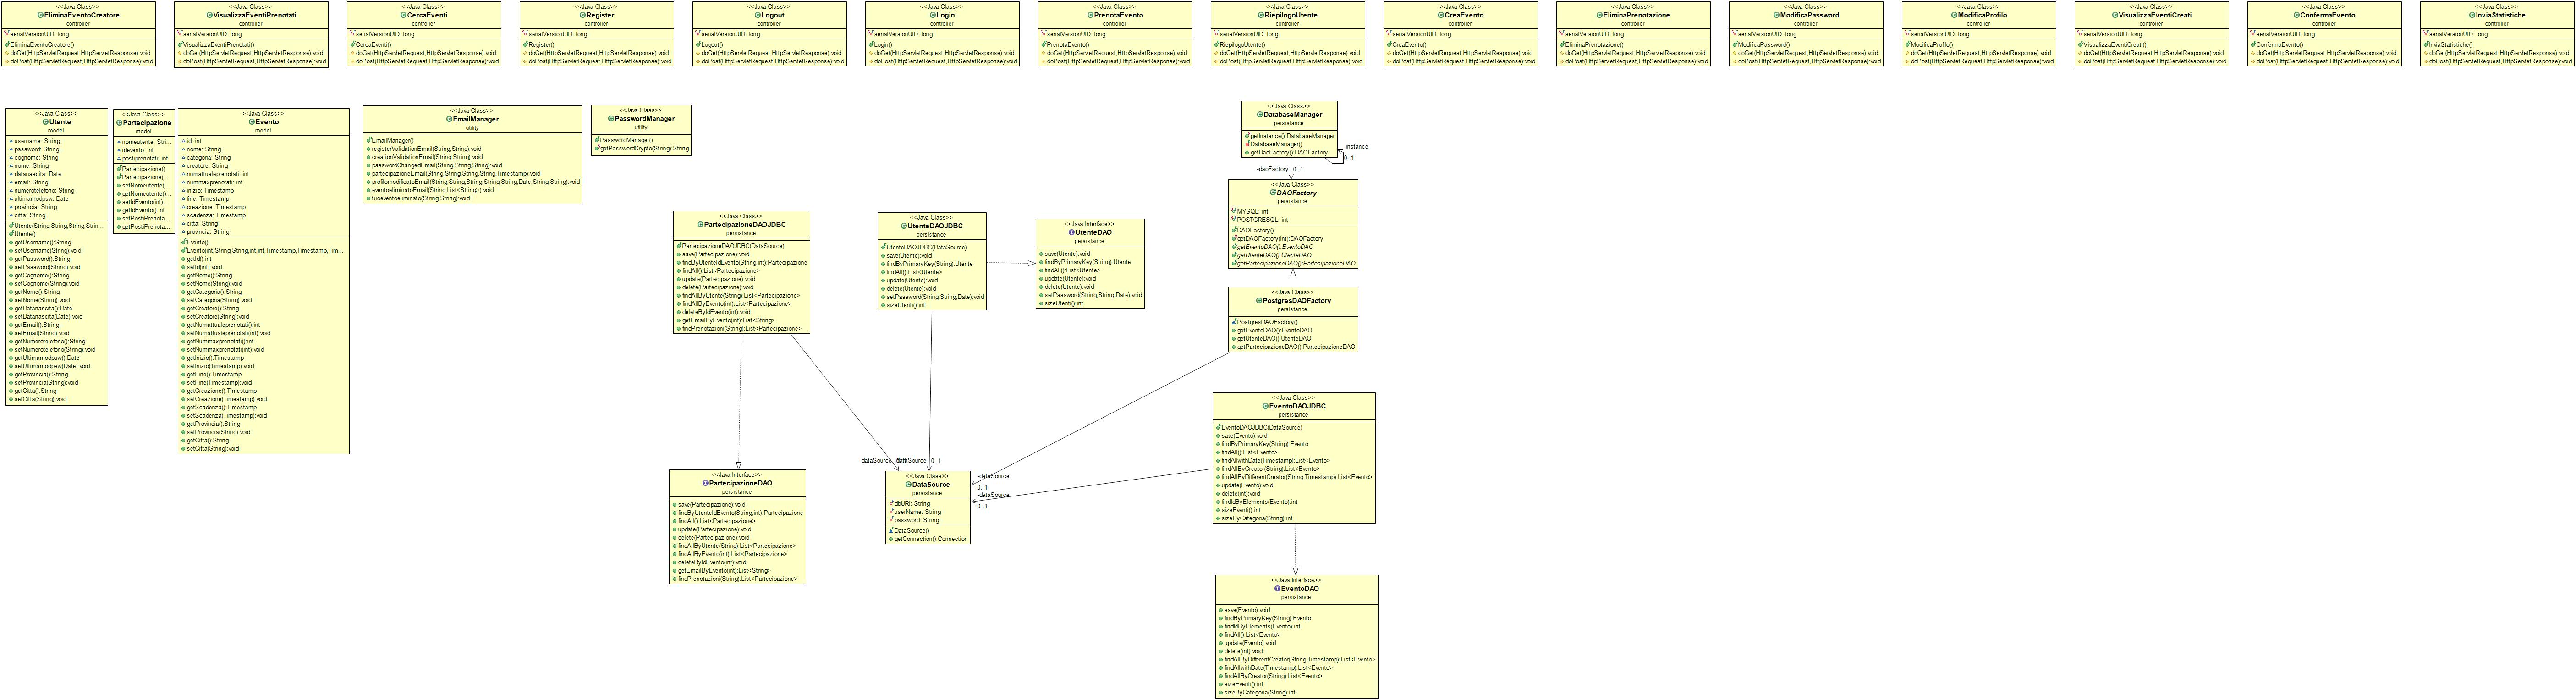 <<Java Class>>
EliminaEventoCreatore
controller
serialVersionUID: long
EliminaEventoCreatore()
doGet(HttpServletRequest,HttpServletResponse):void
doPost(HttpServletRequest,HttpServletResponse):void
<<Java Class>>
VisualizzaEventiPrenotati
controller
serialVersionUID: long
VisualizzaEventiPrenotati()
doGet(HttpServletRequest,HttpServletResponse):void
doPost(HttpServletRequest,HttpServletResponse):void
<<Java Class>>
CercaEventi
controller
serialVersionUID: long
CercaEventi()
doGet(HttpServletRequest,HttpServletResponse):void
doPost(HttpServletRequest,HttpServletResponse):void
<<Java Class>>
Register
controller
serialVersionUID: long
Register()
doGet(HttpServletRequest,HttpServletResponse):void
doPost(HttpServletRequest,HttpServletResponse):void
<<Java Class>>
Logout
controller
serialVersionUID: long
Logout()
doGet(HttpServletRequest,HttpServletResponse):void
doPost(HttpServletRequest,HttpServletResponse):void
<<Java Class>>
Login
controller
serialVersionUID: long
Login()
doGet(HttpServletRequest,HttpServletResponse):void
doPost(HttpServletRequest,HttpServletResponse):void
<<Java Class>>
PrenotaEvento
controller
serialVersionUID: long
PrenotaEvento()
doGet(HttpServletRequest,HttpServletResponse):void
doPost(HttpServletRequest,HttpServletResponse):void
<<Java Class>>
RiepilogoUtente
controller
serialVersionUID: long
RiepilogoUtente()
doGet(HttpServletRequest,HttpServletResponse):void
doPost(HttpServletRequest,HttpServletResponse):void
<<Java Class>>
CreaEvento
controller
serialVersionUID: long
CreaEvento()
doGet(HttpServletRequest,HttpServletResponse):void
doPost(HttpServletRequest,HttpServletResponse):void
<<Java Class>>
EliminaPrenotazione
controller
serialVersionUID: long
EliminaPrenotazione()
doGet(HttpServletRequest,HttpServletResponse):void
doPost(HttpServletRequest,HttpServletResponse):void
<<Java Class>>
ModificaPassword
controller
serialVersionUID: long
ModificaPassword()
doGet(HttpServletRequest,HttpServletResponse):void
doPost(HttpServletRequest,HttpServletResponse):void
<<Java Class>>
ModificaProfilo
controller
serialVersionUID: long
ModificaProfilo()
doGet(HttpServletRequest,HttpServletResponse):void
doPost(HttpServletRequest,HttpServletResponse):void
<<Java Class>>
VisualizzaEventiCreati
controller
serialVersionUID: long
VisualizzaEventiCreati()
doGet(HttpServletRequest,HttpServletResponse):void
doPost(HttpServletRequest,HttpServletResponse):void
<<Java Class>>
ConfermaEvento
controller
serialVersionUID: long
ConfermaEvento()
doGet(HttpServletRequest,HttpServletResponse):void
doPost(HttpServletRequest,HttpServletResponse):void
<<Java Class>>
InviaStatistiche
controller
serialVersionUID: long
InviaStatistiche()
doGet(HttpServletRequest,HttpServletResponse):void
doPost(HttpServletRequest,HttpServletResponse):void
<<Java Class>>
Utente
model
username: String
password: String
cognome: String
nome: String
datanascita: Date
email: String
numerotelefono: String
ultimamodpsw: Date
provincia: String
citta: String
Utente(String,String,String,Strin...
Utente()
getUsername():String
setUsername(String):void
getPassword():String
setPassword(String):void
getCognome():String
setCognome(String):void
getNome():String
setNome(String):void
getDatanascita():Date
setDatanascita(Date):void
getEmail():String
setEmail(String):void
getNumerotelefono():String
setNumerotelefono(String):void
getUltimamodpsw():Date
setUltimamodpsw(Date):void
getProvincia():String
setProvincia(String):void
getCitta():String
setCitta(String):void
<<Java Class>>
Partecipazione
model
nomeutente: Stri...
idevento: int
postiprenotati: int
Partecipazione()
Partecipazione(...
setNomeutente(...
getNomeutente()...
setIdEvento(int):...
getIdEvento():int
setPostiPrenota...
getPostiPrenota...
<<Java Class>>
Evento
model
id: int
nome: String
categoria: String
creatore: String
numattualeprenotati: int
nummaxprenotati: int
inizio: Timestamp
fine: Timestamp
creazione: Timestamp
scadenza: Timestamp
citta: String
provincia: String
Evento()
Evento(int,String,String,int,int,Timestamp,Timestamp,Tim...
getId():int
setId(int):void
getNome():String
setNome(String):void
getCategoria():String
setCategoria(String):void
getCreatore():String
setCreatore(String):void
getNumattualeprenotati():int
setNumattualeprenotati(int):void
getNummaxprenotati():int
setNummaxprenotati(int):void
getInizio():Timestamp
setInizio(Timestamp):void
getFine():Timestamp
setFine(Timestamp):void
getCreazione():Timestamp
setCreazione(Timestamp):void
getScadenza():Timestamp
setScadenza(Timestamp):void
getProvincia():String
setProvincia(String):void
getCitta():String
setCitta(String):void
<<Java Class>>
EmailManager
utility
EmailManager()
registerValidationEmail(String,String):void
creationValidationEmail(String,String):void
passwordChangedEmail(String,String,String):void
partecipazioneEmail(String,String,String,String,Timestamp):void
profilomodificatoEmail(String,String,String,String,String,Date,String,String):void
eventoeliminatoEmail(String,List<String>):void
tuoeventoeliminato(String,String):void
<<Java Class>>
PasswordManager
utility
PasswordManager()
getPasswordCrypto(String):String
<<Java Class>>
DatabaseManager
persistance
getInstance():DatabaseManager
DatabaseManager()
getDaoFactory():DAOFactory
-instance
0..1
-daoFactory
0..1
<<Java Class>>
DAOFactory
persistance
MYSQL: int
POSTGRESQL: int
DAOFactory()
getDAOFactory(int):DAOFactory
getEventoDAO():EventoDAO
getUtenteDAO():UtenteDAO
getPartecipazioneDAO():PartecipazioneDAO
<<Java Class>>
PartecipazioneDAOJDBC
persistance
PartecipazioneDAOJDBC(DataSource)
save(Partecipazione):void
findByUtenteIdEvento(String,int):Partecipazione
findAll():List<Partecipazione>
update(Partecipazione):void
delete(Partecipazione):void
findAllByUtente(String):List<Partecipazione>
findAllByEvento(int):List<Partecipazione>
deleteByIdEvento(int):void
getEmailByEvento(int):List<String>
findPrenotazioni(String):List<Partecipazione>
<<Java Class>>
UtenteDAOJDBC
persistance
UtenteDAOJDBC(DataSource)
save(Utente):void
findByPrimaryKey(String):Utente
findAll():List<Utente>
update(Utente):void
delete(Utente):void
setPassword(String,String,Date):void
sizeUtenti():int
<<Java Interface>>
UtenteDAO
persistance
save(Utente):void
findByPrimaryKey(String):Utente
findAll():List<Utente>
update(Utente):void
delete(Utente):void
setPassword(String,String,Date):void
sizeUtenti():int
<<Java Class>>
PostgresDAOFactory
persistance
PostgresDAOFactory()
getEventoDAO():EventoDAO
getUtenteDAO():UtenteDAO
getPartecipazioneDAO():PartecipazioneDAO
<<Java Class>>
EventoDAOJDBC
persistance
EventoDAOJDBC(DataSource)
save(Evento):void
findByPrimaryKey(String):Evento
findAll():List<Evento>
findAllwithDate(Timestamp):List<Evento>
findAllByCreator(String):List<Evento>
findAllByDifferentCreator(String,Timestamp):List<Evento>
update(Evento):void
delete(int):void
findIdByElements(Evento):int
sizeEventi():int
sizeByCategoria(String):int
-dataSource
-dataSource
0..1
-dataSource
0..1
-dataSource
0..1
<<Java Interface>>
PartecipazioneDAO
persistance
save(Partecipazione):void
findByUtenteIdEvento(String,int):Partecipazione
findAll():List<Partecipazione>
update(Partecipazione):void
delete(Partecipazione):void
findAllByUtente(String):List<Partecipazione>
findAllByEvento(int):List<Partecipazione>
deleteByIdEvento(int):void
getEmailByEvento(int):List<String>
findPrenotazioni(String):List<Partecipazione>
<<Java Class>>
DataSource
persistance
dbURI: String
userName: String
password: String
DataSource()
getConnection():Connection
<<Java Interface>>
EventoDAO
persistance
save(Evento):void
findByPrimaryKey(String):Evento
findIdByElements(Evento):int
findAll():List<Evento>
update(Evento):void
delete(int):void
findAllByDifferentCreator(String,Timestamp):List<Evento>
findAllwithDate(Timestamp):List<Evento>
findAllByCreator(String):List<Evento>
sizeEventi():int
sizeByCategoria(String):int